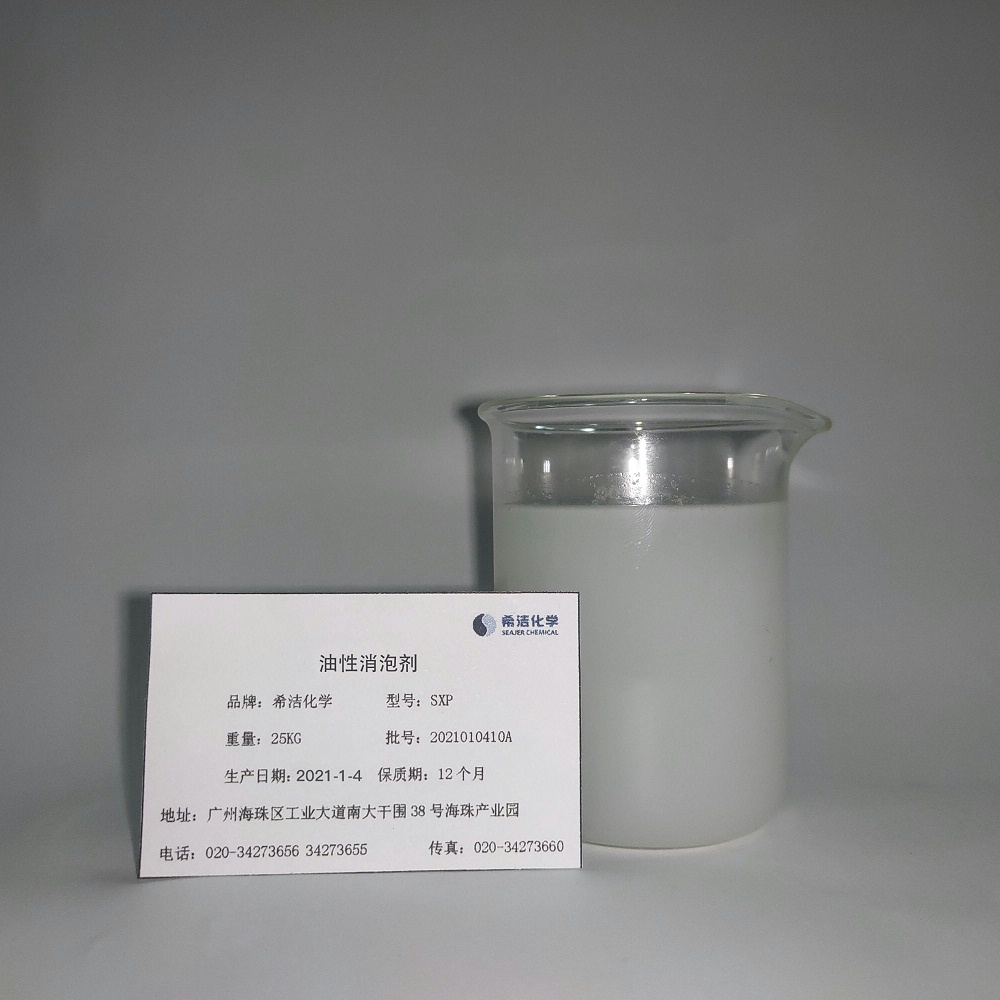 希洁化学
SEAJER CHEMICAL
油性消泡剂
品牌：希洁化学 型号：SXP
重量：25KG 批号：2021010410A
生产日期：2021-1-4 保质期：12个月
地址：广州海珠区工业大道南大干围38号海珠产业园
电话：020-34273656 34273655 传真：020-34273660